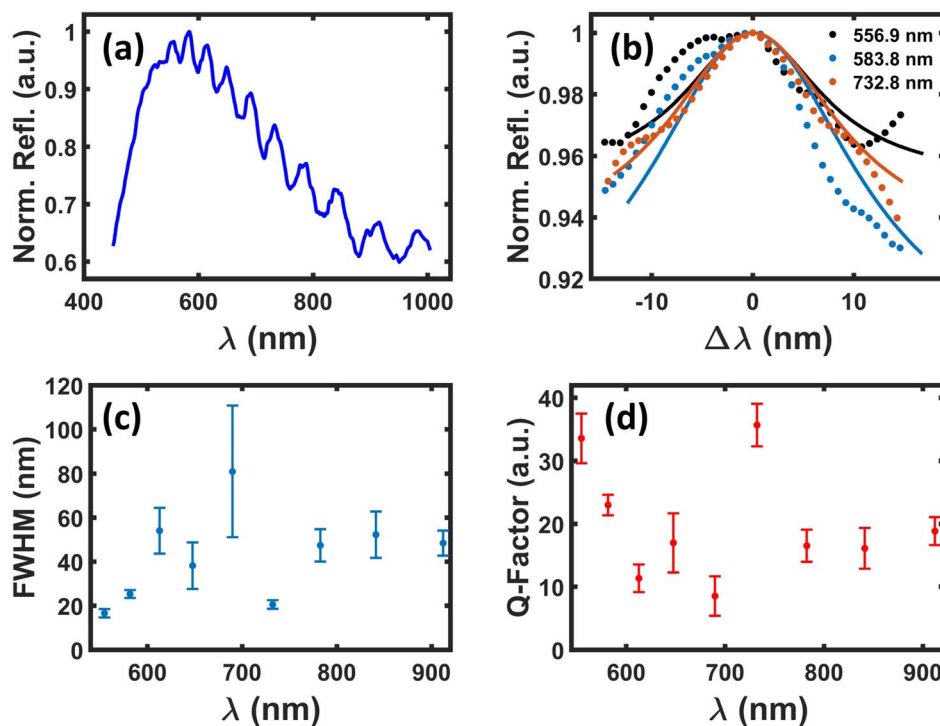 (a)
Norm. Refl. (a.u.)
1
0.9
0.8
0.7
0.6
400
600
800
1000
λ (nm)
(b)
556.9 nm
583.8 nm
732.8 nm
Norm. Refl. (a.u.)
1
0.98
0.96
0.94
0.92
-10
0
10
Δ λ (nm)
(c)
FWHM (nm)
120
100
80
60
40
20
0
600
700
800
900
λ (nm)
(d)
Q-Factor (a.u.)
40
30
20
10
0
600
700
800
900
λ (nm)